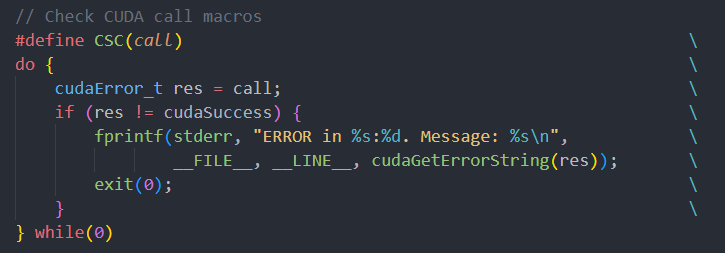 // Check CUDA call macros
#define CSC(call) \
do { \
    cudaError_t res = call; \
    if (res != cudaSuccess) { \
        fprintf(stderr, "ERROR in %s:%d. Message: %s\n", \
                __FILE__, __LINE__, cudaGetErrorString(res)); \
        exit(0); \
    } \
} while(0)